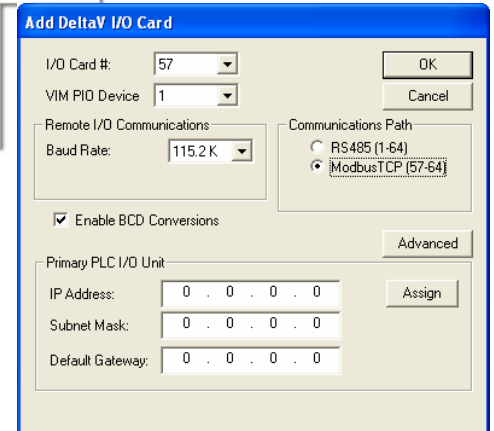 Add DeltaV I/O Card
I/O Card #: 57 OK
VIM PIO Device 1 Cancel
Remote I/O Communications Communications Path
Baud Rate: 115.2 K RS485 (1-64)
ModbusTCP (57-64)
Enable BCD Conversions
Advanced
Primary PLC I/O Unit
IP Address: 0 . 0 . 0 . 0 Assign
Subnet Mask: 0 . 0 . 0 . 0
Default Gateway: 0 . 0 . 0 . 0